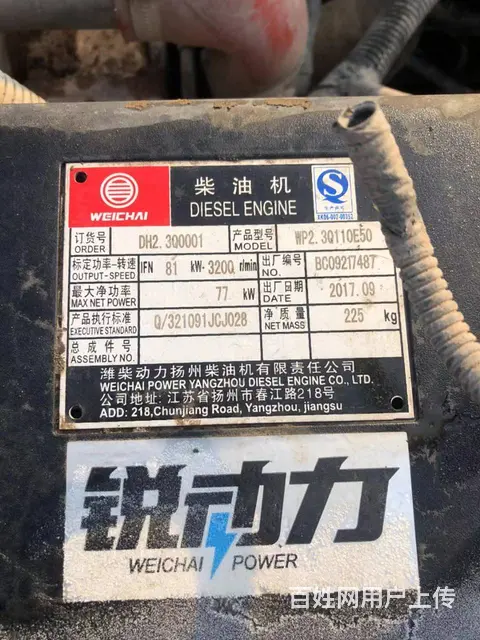 柴油机
DIESEL ENGINE
WEICHAI
XK06-002-00352
订货号 DH2.3Q0001 产品型号 WP2.3Q110E50
ORDER MODEL
标定功率-转速 IFN 81 kW- 3200 r/min 出厂编号 BC09217487
OUTPUT-SPEED NO.
最大净功率 77 kW 出厂日期 2017.09
MAX NET POWER DATE
产品执行标准 Q/321091JCJ028 净质量 225 kg
EXECUTIVE STANDARD NET MASS
总成件号
ASSEMBLY NO.
潍柴动力扬州柴油机有限责任公司
WEICHAI POWER YANGZHOU DIESEL ENGINE CO., LTD.
公司地址: 江苏省扬州市春江路218号
ADD: 218,Chunjiang Road, Yangzhou, jiangsu
锐动力
WEICHAI POWER
百姓网用户上传